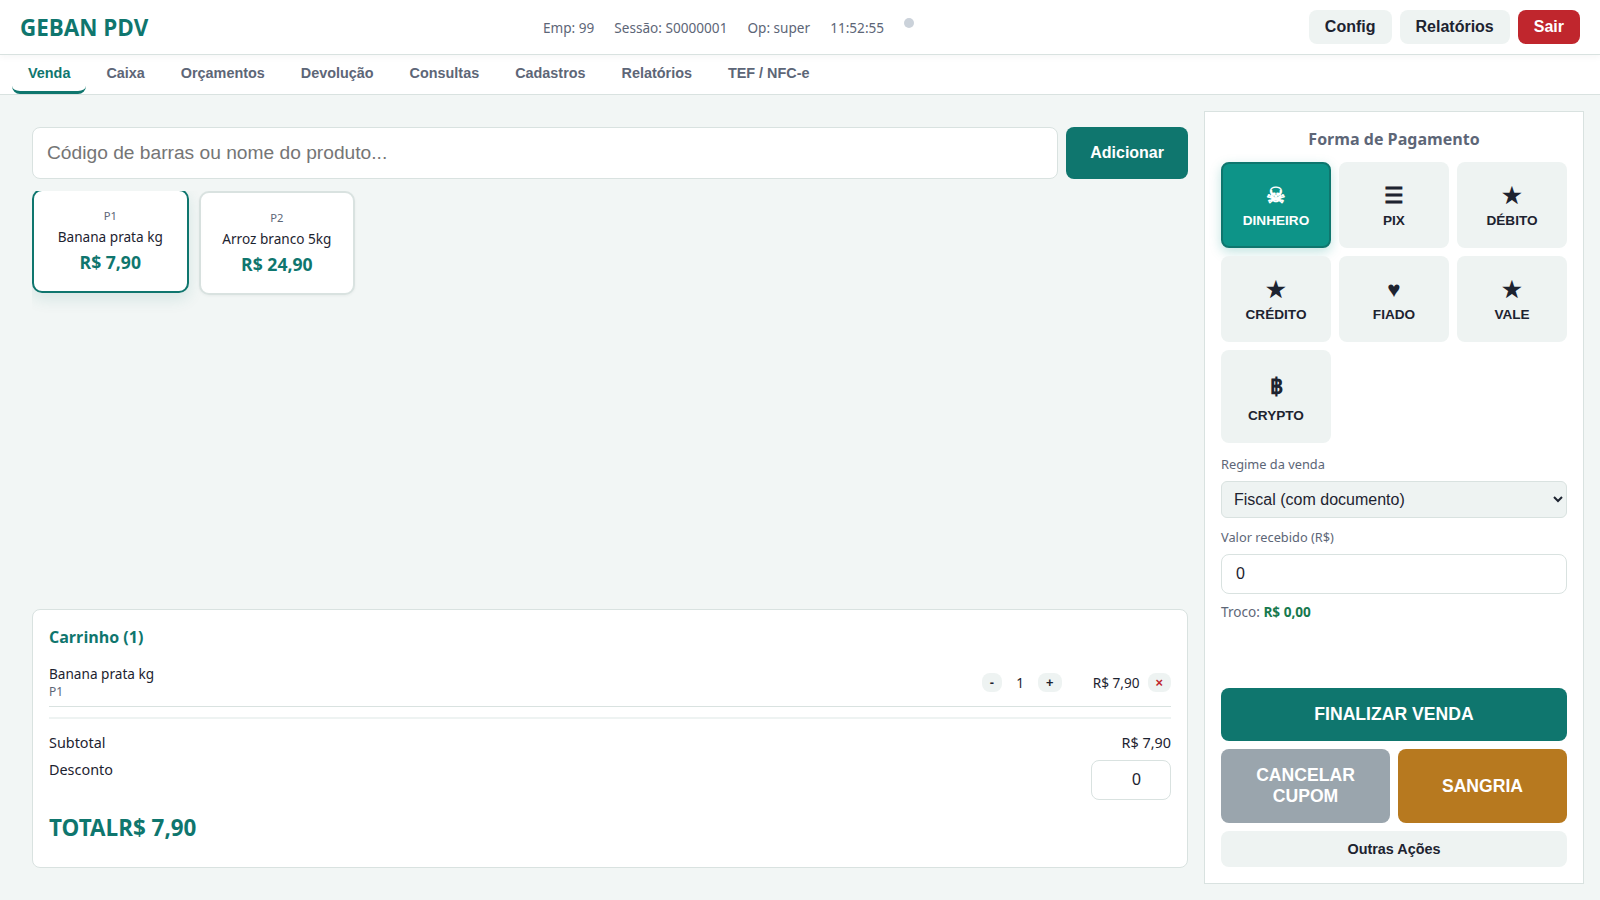 GEBAN PDV
Emp: 99 Sessão: S0000001 Op: super 11:52:55
Config Relatórios Sair
Venda Caixa Orçamentos Devolução Consultas Cadastros Relatórios TEF / NFC-e
Código de barras ou nome do produto...
Adicionar
P1
Banana prata kg
R$ 7,90
P2
Arroz branco 5kg
R$ 24,90
Carrinho (1)
Banana prata kg
P1
- 1 + R$ 7,90 ×
Subtotal R$ 7,90
Desconto 0
TOTALR$ 7,90
Forma de Pagamento
☠ DINHEIRO
☰ PIX
★ DÉBITO
★ CRÉDITO
♥ FIADO
★ VALE
฿ CRYPTO
Regime da venda
Fiscal (com documento)
Valor recebido (R$)
0
Troco: R$ 0,00
FINALIZAR VENDA
CANCELAR
CUPOM
SANGRIA
Outras Ações